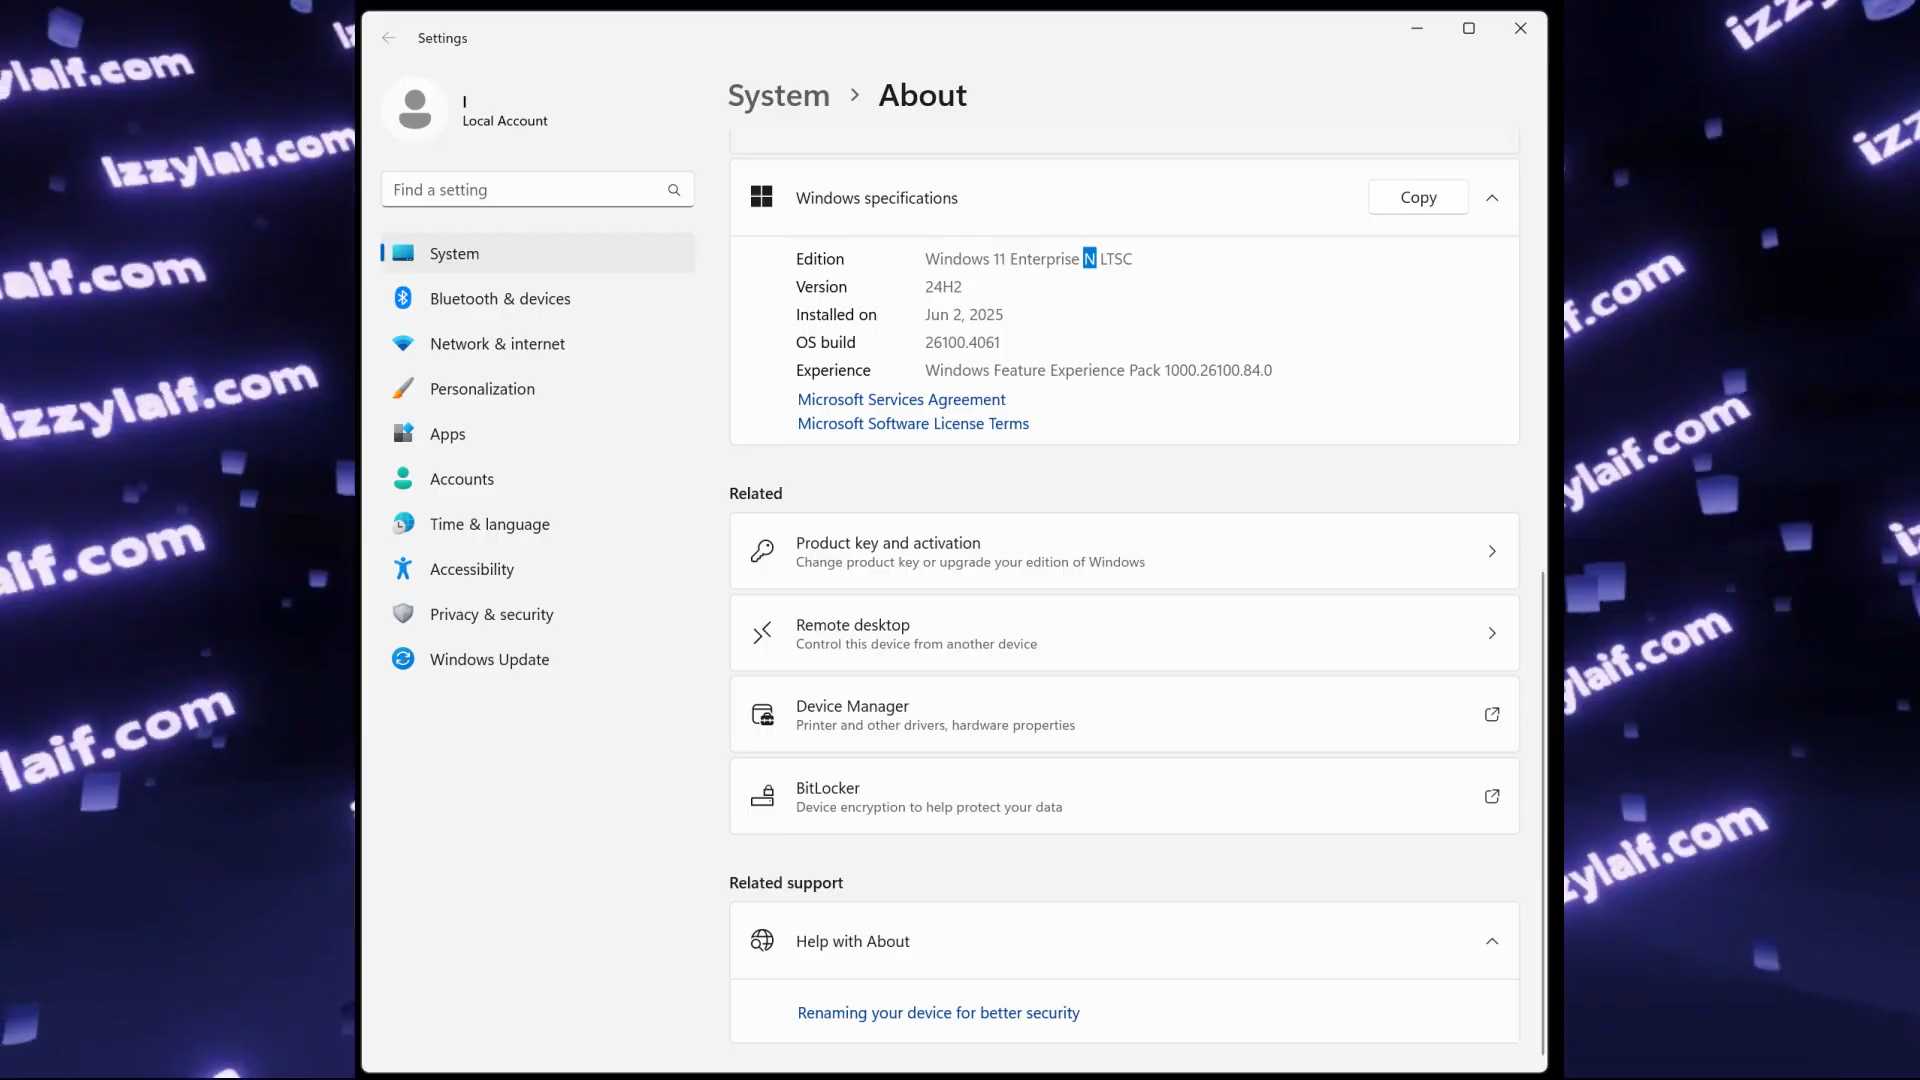 Settings
I
Local Account
Find a setting
System
Bluetooth & devices
Network & internet
Personalization
Apps
Accounts
Time & language
Accessibility
Privacy & security
Windows Update
System > About
Windows specifications
Copy
Edition Windows 11 Enterprise N LTSC
Version 24H2
Installed on Jun 2, 2025
OS build 26100.4061
Experience Windows Feature Experience Pack 1000.26100.84.0
Microsoft Services Agreement
Microsoft Software License Terms
Related
Product key and activation
Change product key or upgrade your edition of Windows
Remote desktop
Control this device from another device
Device Manager
Printer and other drivers, hardware properties
BitLocker
Device encryption to help protect your data
Related support
Help with About
Renaming your device for better security
ylaif.com
Izzylaif.com
aif.com
Izzylaif.com
aif.com
laif.com
izzy
izz
f.com
ylaif.com
ylaif.com
zylaif.com